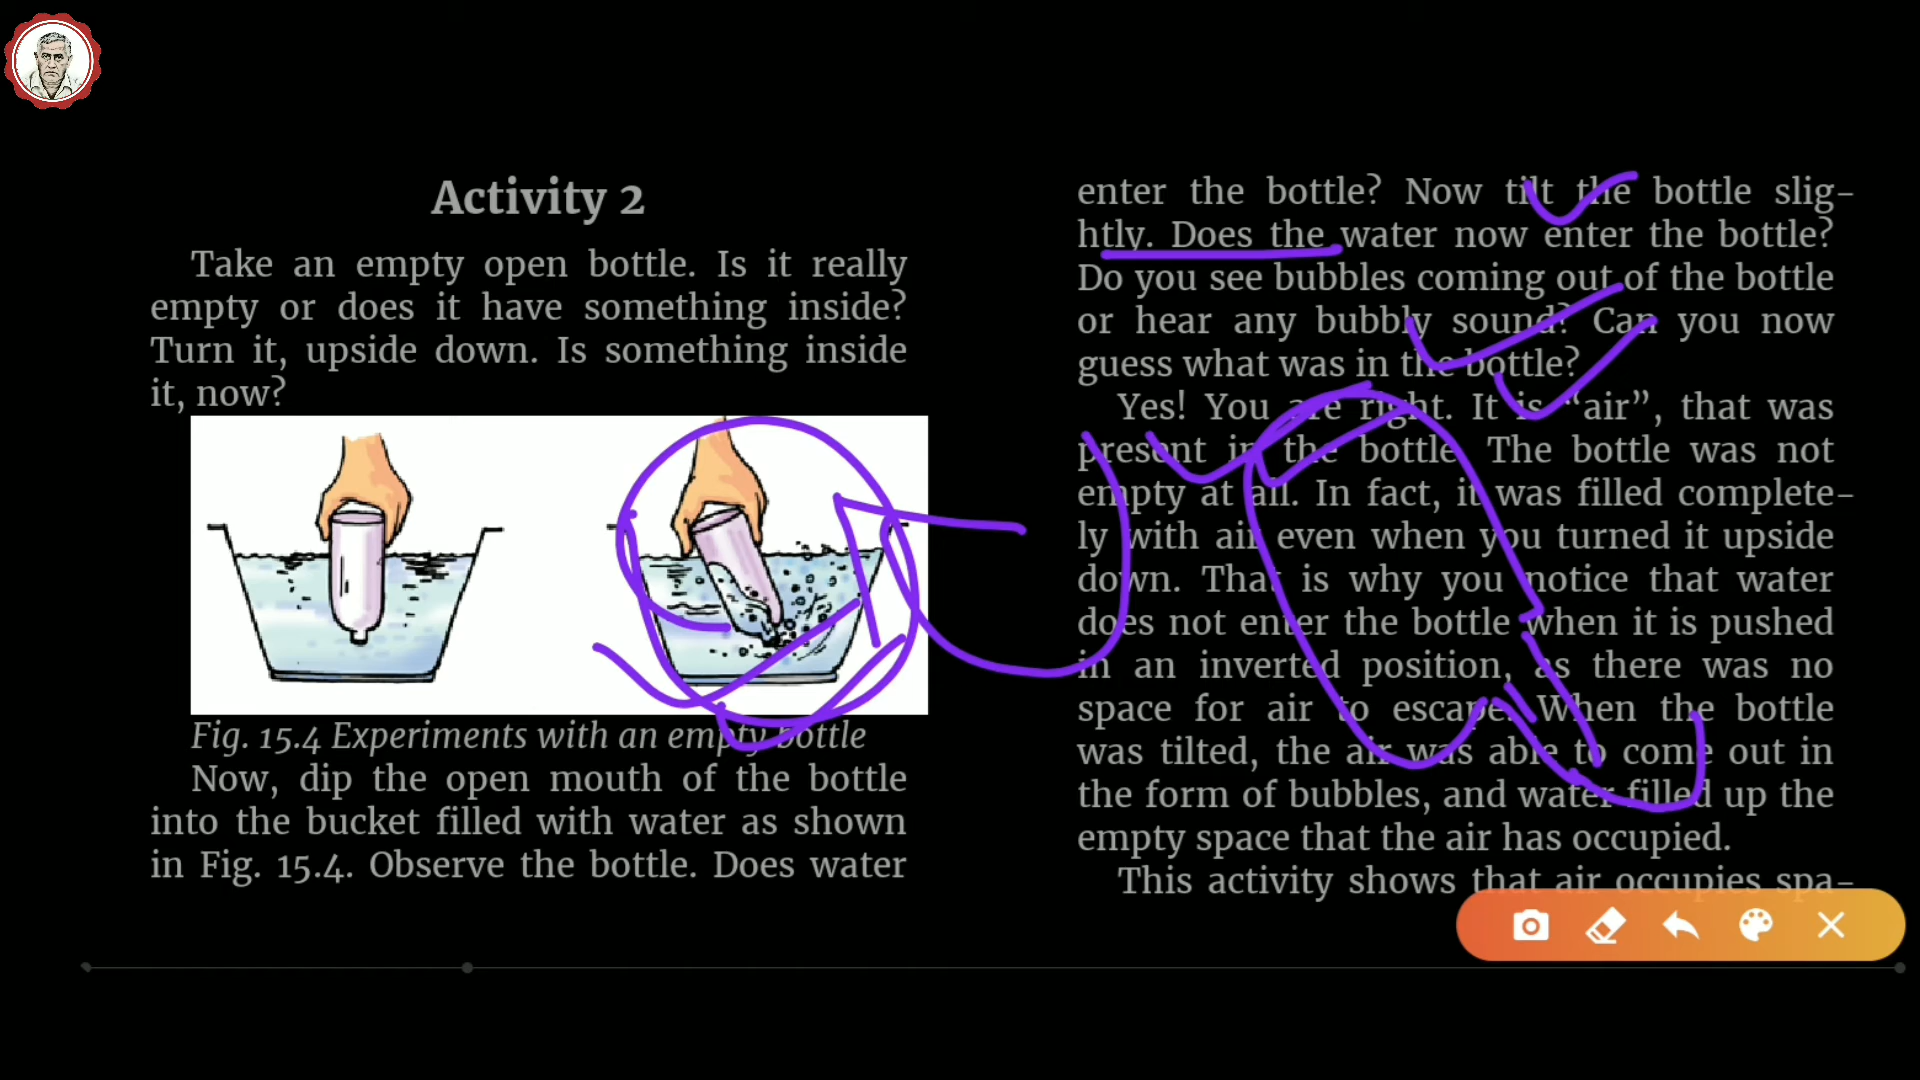 Activity 2
Take an empty open bottle. Is it really
empty or does it have something inside?
Turn it, upside down. Is something inside
it, now?
Fig. 15.4 Experiments with an empty bottle
Now, dip the open mouth of the bottle
into the bucket filled with water as shown
in Fig. 15.4. Observe the bottle. Does water
enter the bottle? Now tilt the bottle slig-
htly. Does the water now enter the bottle?
Do you see bubbles coming out of the bottle
or hear any bubbly sound? Can you now
guess what was in the bottle?
Yes! You are right. It is “air”, that was
present in the bottle. The bottle was not
empty at all. In fact, it was filled complete-
ly with air even when you turned it upside
down. That is why you notice that water
does not enter the bottle when it is pushed
in an inverted position, as there was no
space for air to escape. When the bottle
was tilted, the air was able to come out in
the form of bubbles, and water filled up the
empty space that the air has occupied.
This activity shows that air occupies spa-